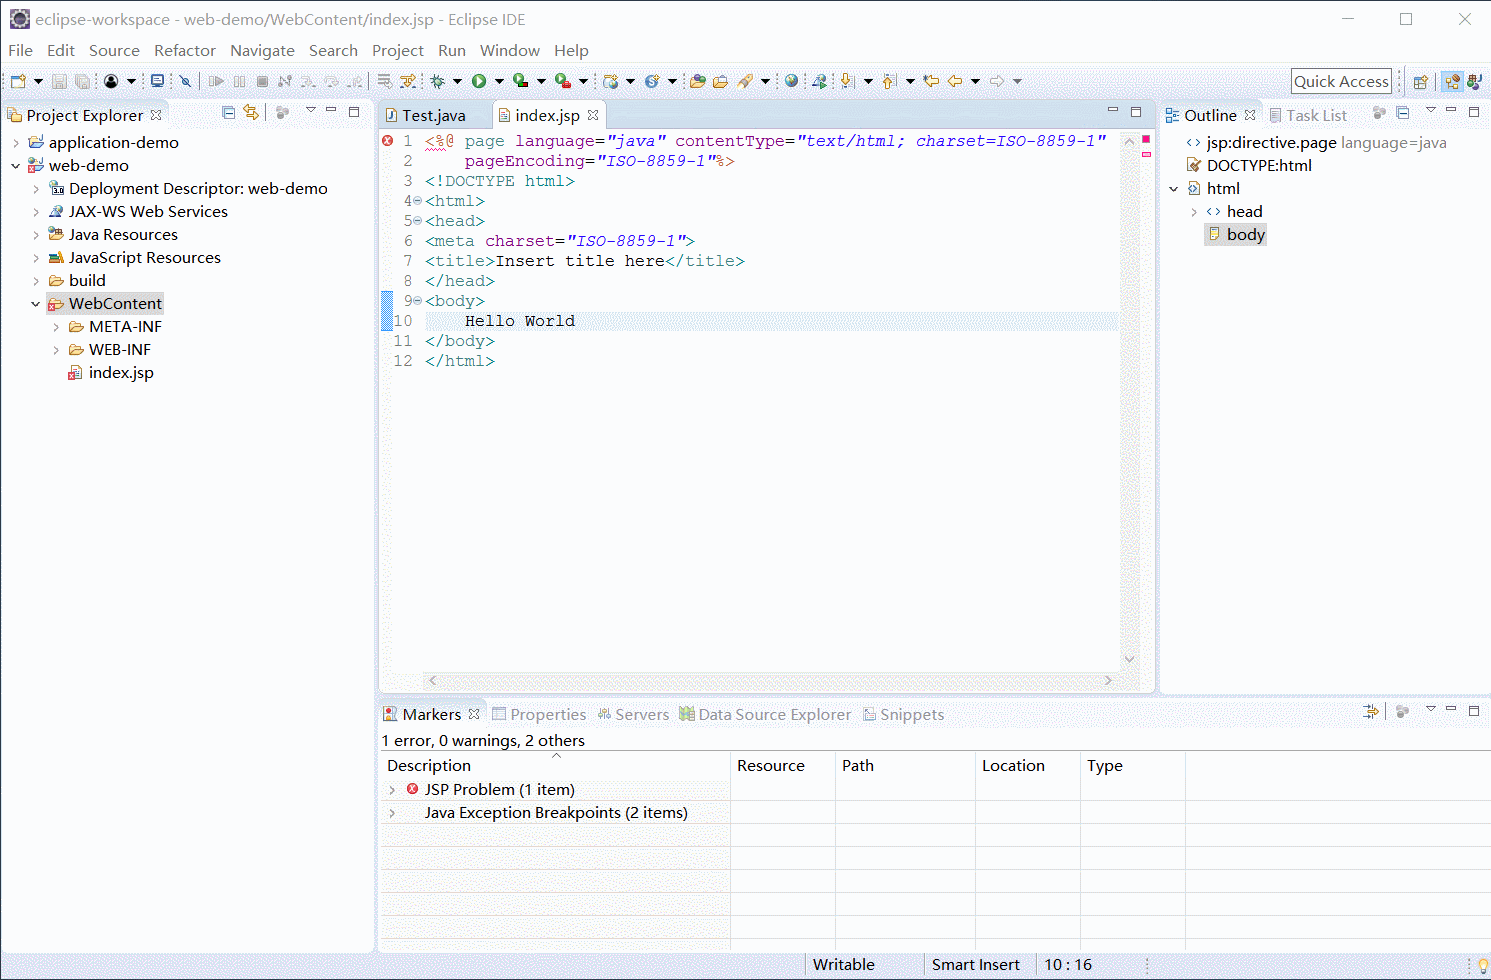 eclipse-workspace - web-demo/WebContent/index.jsp - Eclipse IDE
File Edit Source Refactor Navigate Search Project Run Window Help
Quick Access
Project Explorer
application-demo
web-demo
Deployment Descriptor: web-demo
JAX-WS Web Services
Java Resources
JavaScript Resources
build
WebContent
META-INF
WEB-INF
index.jsp
Test.java index.jsp
1 <%@ page language="java" contentType="text/html; charset=ISO-8859-1"
2 pageEncoding="ISO-8859-1"%>
3 <!DOCTYPE html>
4 <html>
5 <head>
6 <meta charset="ISO-8859-1">
7 <title>Insert title here</title>
8 </head>
9 <body>
10 Hello World
11 </body>
12 </html>
Outline Task List
jsp:directive.page language=java
DOCTYPE:html
html
head
body
Markers Properties Servers Data Source Explorer Snippets
1 error, 0 warnings, 2 others
Description Resource Path Location Type
JSP Problem (1 item)
Java Exception Breakpoints (2 items)
Writable Smart Insert 10 : 16